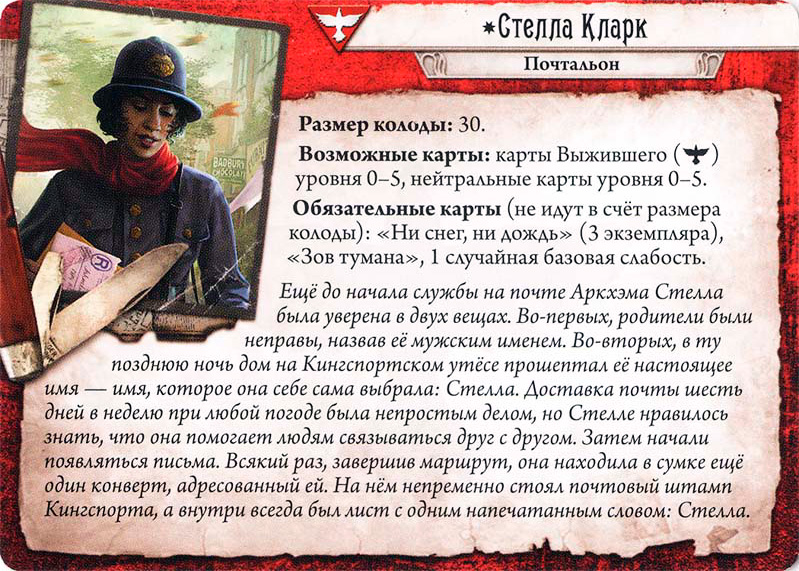 Стелла Кларк
Почтальон
BADBURY
CHOCOLATE
Размер колоды: 30.
Возможные карты: карты Выжившего ( )
уровня 0–5, нейтральные карты уровня 0–5.
Обязательные карты (не идут в счёт размера
колоды): «Ни снег, ни дождь» (3 экземпляра),
«Зов тумана», 1 случайная базовая слабость.
Ещё до начала службы на почте Аркхэма Стелла
была уверена в двух вещах. Во-первых, родители были
неправы, назвав её мужским именем. Во-вторых, в ту
позднюю ночь дом на Кингспортском утёсе прошептал её настоящее
имя — имя, которое она себе сама выбрала: Стелла. Доставка почты шесть
дней в неделю при любой погоде была непростым делом, но Стелле нравилось
знать, что она помогает людям связываться друг с другом. Затем начали
появляться письма. Всякий раз, завершив маршрут, она находила в сумке ещё
один конверт, адресованный ей. На нём непременно стоял почтовый штамп
Кингспорта, а внутри всегда был лист с одним напечатанным словом: Стелла.